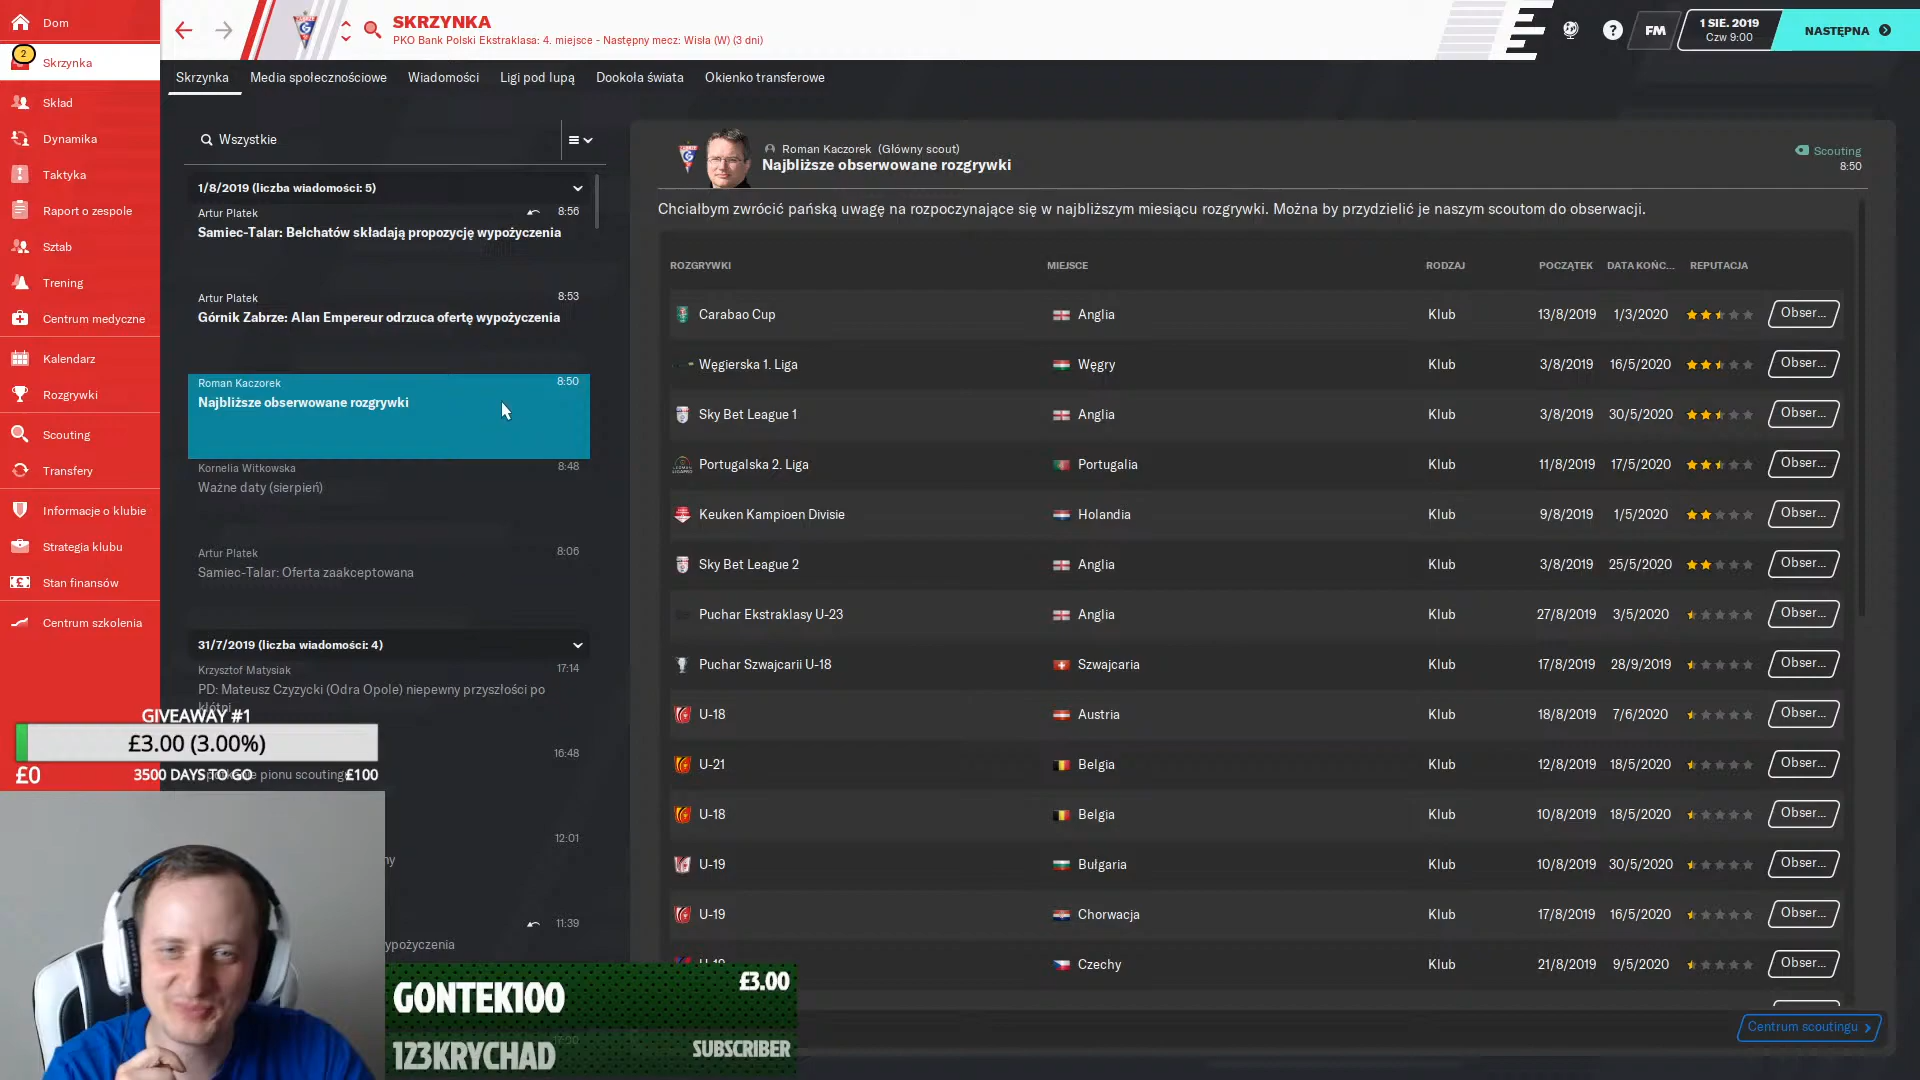 Dom
2
Skrzynka
Skład
Dynamika
Taktyka
Raport o zespole
Sztab
Trening
Centrum medyczne
Kalendarz
Rozgrywki
Scouting
Transfery
Informacje o klubie
Strategia klubu
Stan finansów
Centrum szkolenia
SKRZYNKA
PKO Bank Polski Ekstraklasa: 4. miejsce - Następny mecz: Wisła (W) (3 dni)
FM
1 SIE. 2019
Czw 9:00
NASTĘPNA
Skrzynka Media społecznościowe Wiadomości Ligi pod lupą Dookoła świata Okienko transferowe
Wszystkie
1/8/2019 (liczba wiadomości: 5)
Artur Płatek 8:56
Samiec-Talar: Bełchatów składają propozycję wypożyczenia
Artur Płatek 8:53
Górnik Zabrze: Alan Empereur odrzuca ofertę wypożyczenia
Roman Kaczorek 8:50
Najbliższe obserwowane rozgrywki
Kornelia Witkowska 8:48
Ważne daty (sierpień)
Artur Płatek 8:06
Samiec-Talar: Oferta zaakceptowana
31/7/2019 (liczba wiadomości: 4)
Krzysztof Matysiak 17:14
PD: Mateusz Czyzycki (Odra Opole) niepewny przyszłości po
kłótni
16:48
pionu scouting
12:01
ny
11:39
ypożyczenia
Roman Kaczorek (Główny scout)
Najbliższe obserwowane rozgrywki
Scouting
8:50
Chciałbym zwrócić pańską uwagę na rozpoczynające się w najbliższym miesiącu rozgrywki. Można by przydzielić je naszym scoutom do obserwacji.
ROZGRYWKI MIEJSCE RODZAJ POCZĄTEK DATA KOŃC... REPUTACJA
Carabao Cup Anglia Klub 13/8/2019 1/3/2020 Obser...
Węgierska 1. Liga Węgry Klub 3/8/2019 16/5/2020 Obser...
Sky Bet League 1 Anglia Klub 3/8/2019 30/5/2020 Obser...
Portugalska 2. Liga Portugalia Klub 11/8/2019 17/5/2020 Obser...
Keuken Kampioen Divisie Holandia Klub 9/8/2019 1/5/2020 Obser...
Sky Bet League 2 Anglia Klub 3/8/2019 25/5/2020 Obser...
Puchar Ekstraklasy U-23 Anglia Klub 27/8/2019 3/5/2020 Obser...
Puchar Szwajcarii U-18 Szwajcaria Klub 17/8/2019 28/9/2019 Obser...
U-18 Austria Klub 18/8/2019 7/6/2020 Obser...
U-21 Belgia Klub 12/8/2019 18/5/2020 Obser...
U-18 Belgia Klub 10/8/2019 18/5/2020 Obser...
U-19 Bułgaria Klub 10/8/2019 30/5/2020 Obser...
U-19 Chorwacja Klub 17/8/2019 16/5/2020 Obser...
U-19 Czechy Klub 21/8/2019 9/5/2020 Obser...
Centrum scoutingu
GIVEAWAY #1
£3.00 (3.00%)
£0 3500 DAYS TO GO £100
GONTEK100 £3.00
123KRYCHAD SUBSCRIBER